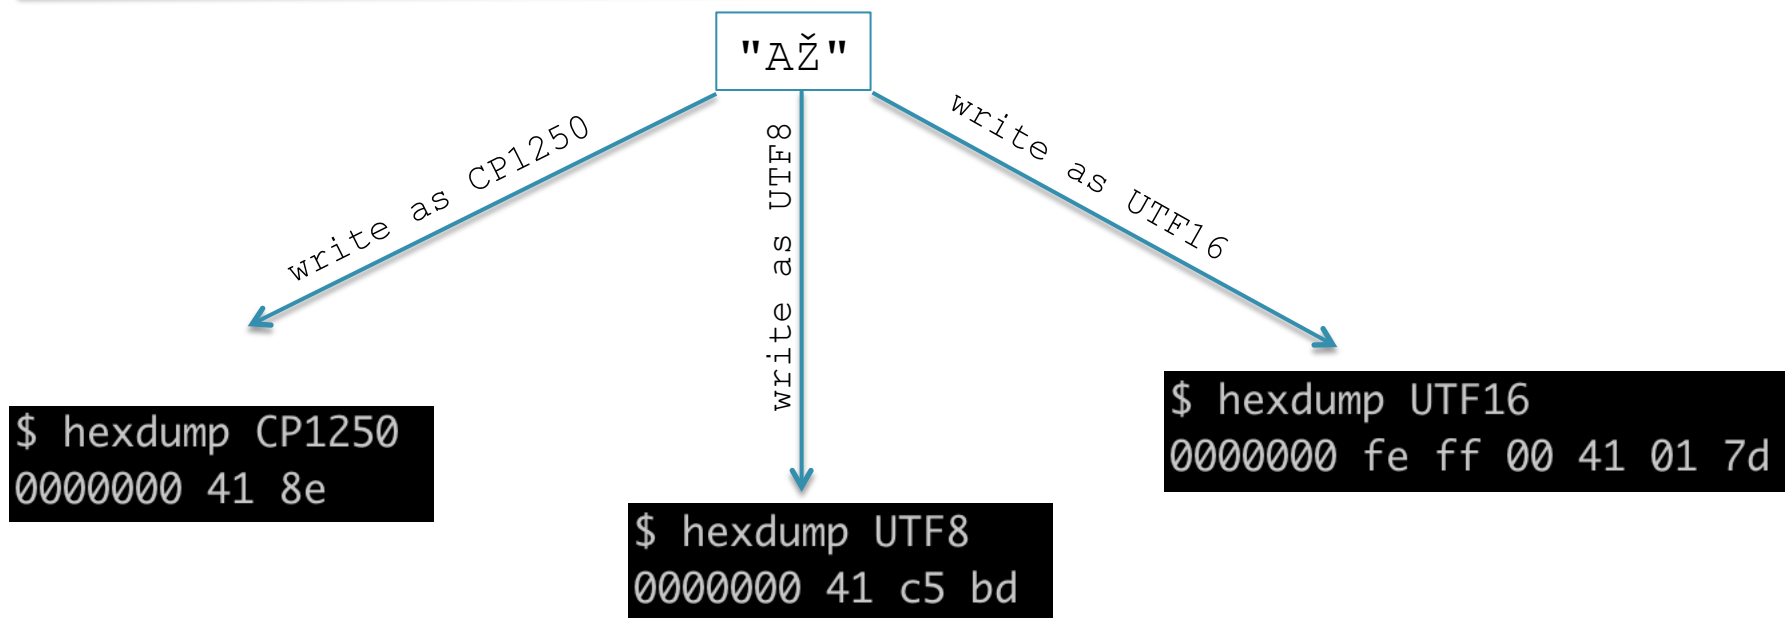 "AŽ"
write as CP1250
write as UTF8
write as UTF16
$ hexdump CP1250
0000000 41 8e
$ hexdump UTF8
0000000 41 c5 bd
$ hexdump UTF16
0000000 fe ff 00 41 01 7d